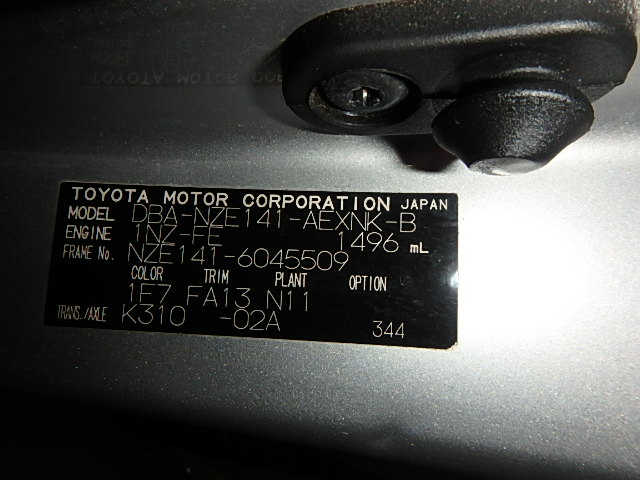 TOYOTA MOTOR CORPORATION JAPAN
MODEL DBA-NZE141-AEXNK-B
ENGINE 1NZ-FE 1496 mL
FRAME No. NZE141-6045509
COLOR TRIM PLANT OPTION
1E7 FA13 N11
TRANS./AXLE K310 -02A 344